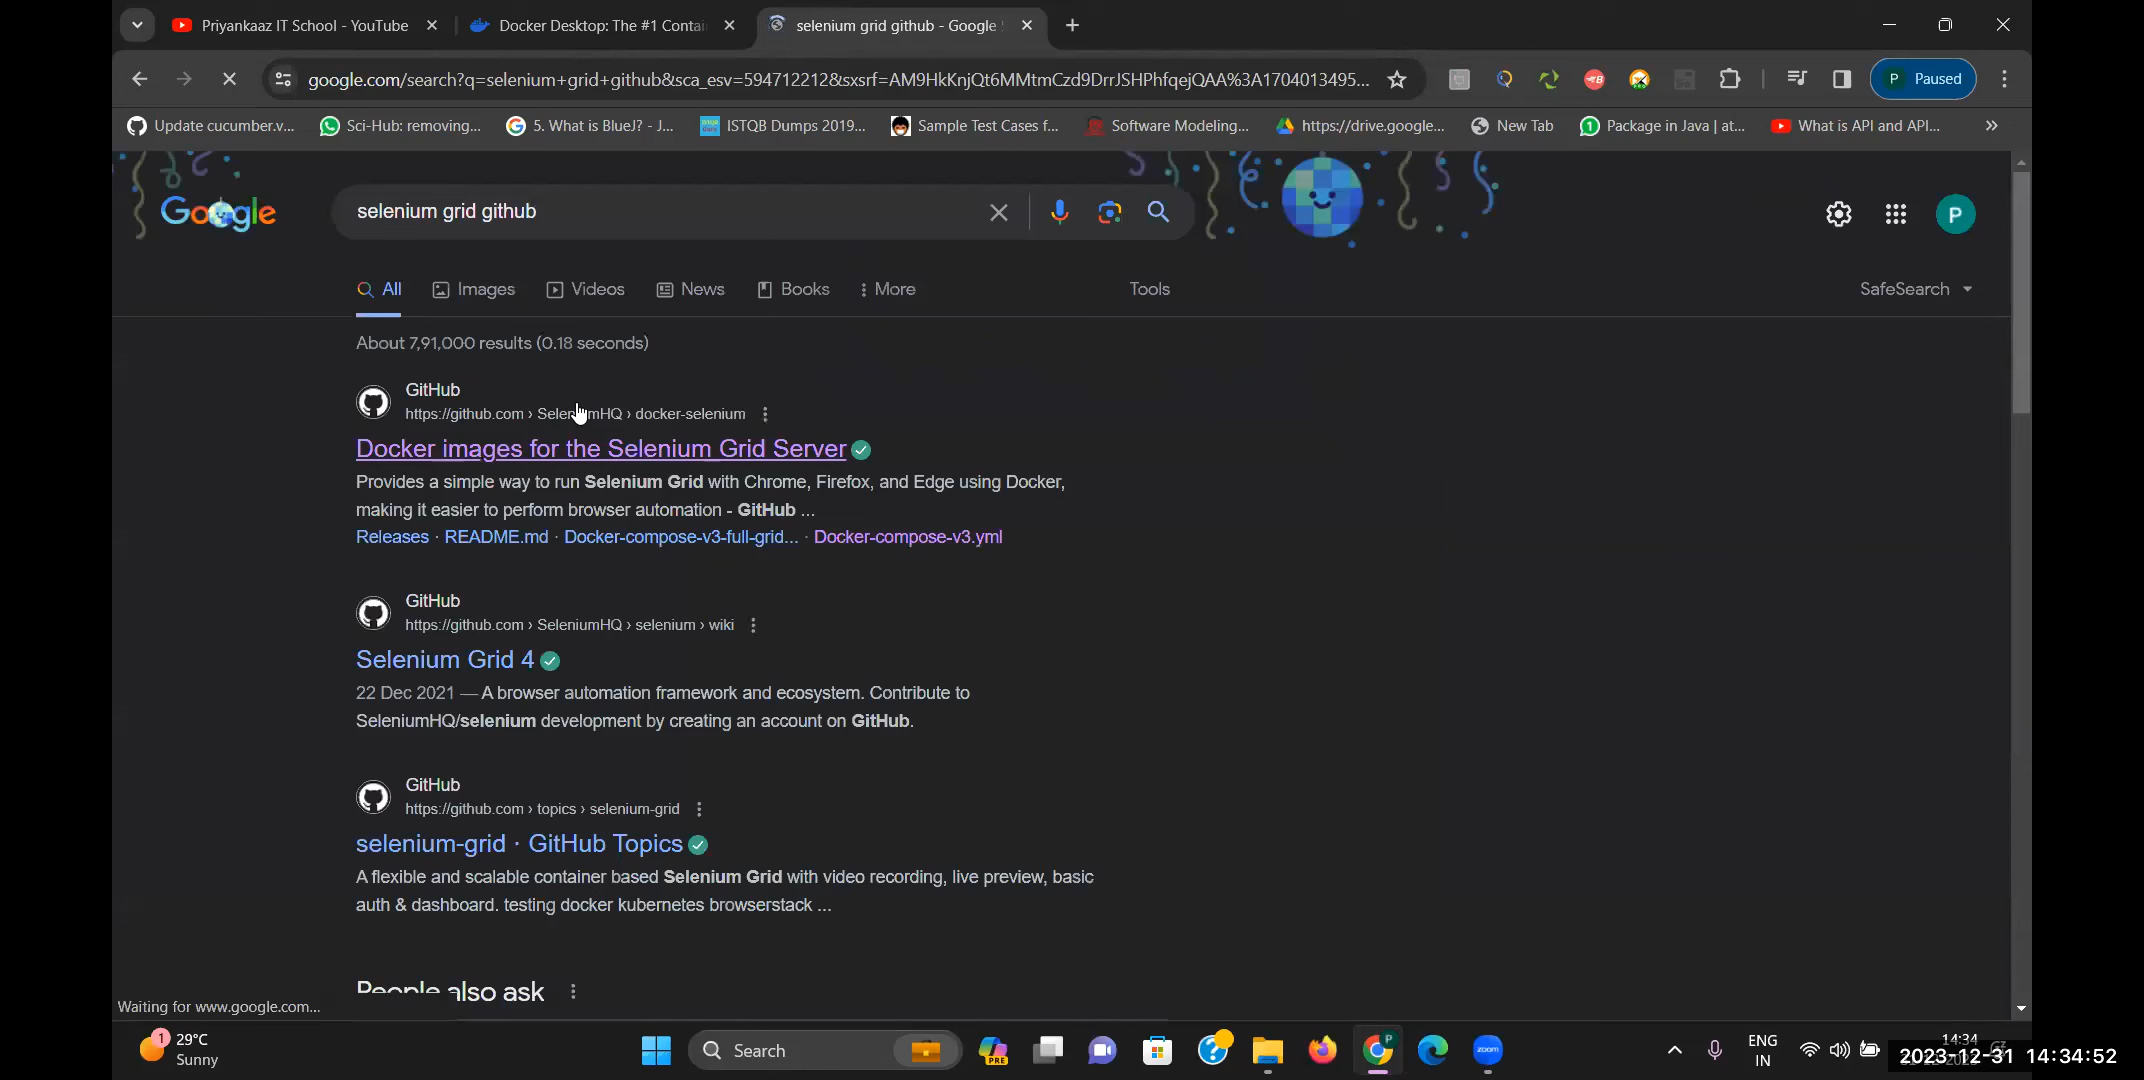 Priyankaaz IT School - YouTube
Docker Desktop: The #1 Contai
selenium grid github - Google
google.com/search?q=selenium+grid+github&sca_esv=594712212&sxsrf=AM9HkKnjQt6MMtmCzd9DrrJSHPhfqejQAA%3A1704013495...
P Paused
Update cucumber.v...
Sci-Hub: removing...
5. What is BlueJ? - J...
ISTQB Dumps 2019...
Sample Test Cases f...
Software Modeling...
https://drive.google...
New Tab
Package in Java | at...
What is API and API...
Google
selenium grid github
P
All
Images
Videos
News
Books
More
Tools
SafeSearch
About 7,91,000 results (0.18 seconds)
GitHub
https://github.com › SeleniumHQ › docker-selenium
Docker images for the Selenium Grid Server
Provides a simple way to run Selenium Grid with Chrome, Firefox, and Edge using Docker,
making it easier to perform browser automation - GitHub ...
Releases · README.md · Docker-compose-v3-full-grid... · Docker-compose-v3.yml
GitHub
https://github.com › SeleniumHQ › selenium › wiki
Selenium Grid 4
22 Dec 2021 — A browser automation framework and ecosystem. Contribute to
SeleniumHQ/selenium development by creating an account on GitHub.
GitHub
https://github.com › topics › selenium-grid
selenium-grid · GitHub Topics
A flexible and scalable container based Selenium Grid with video recording, live preview, basic
auth & dashboard. testing docker kubernetes browserstack ...
People also ask
Waiting for www.google.com...
1
29°C
Sunny
Search
PRE
P
zoom
ENG
IN
14:34
2023-12-31 14:34:52